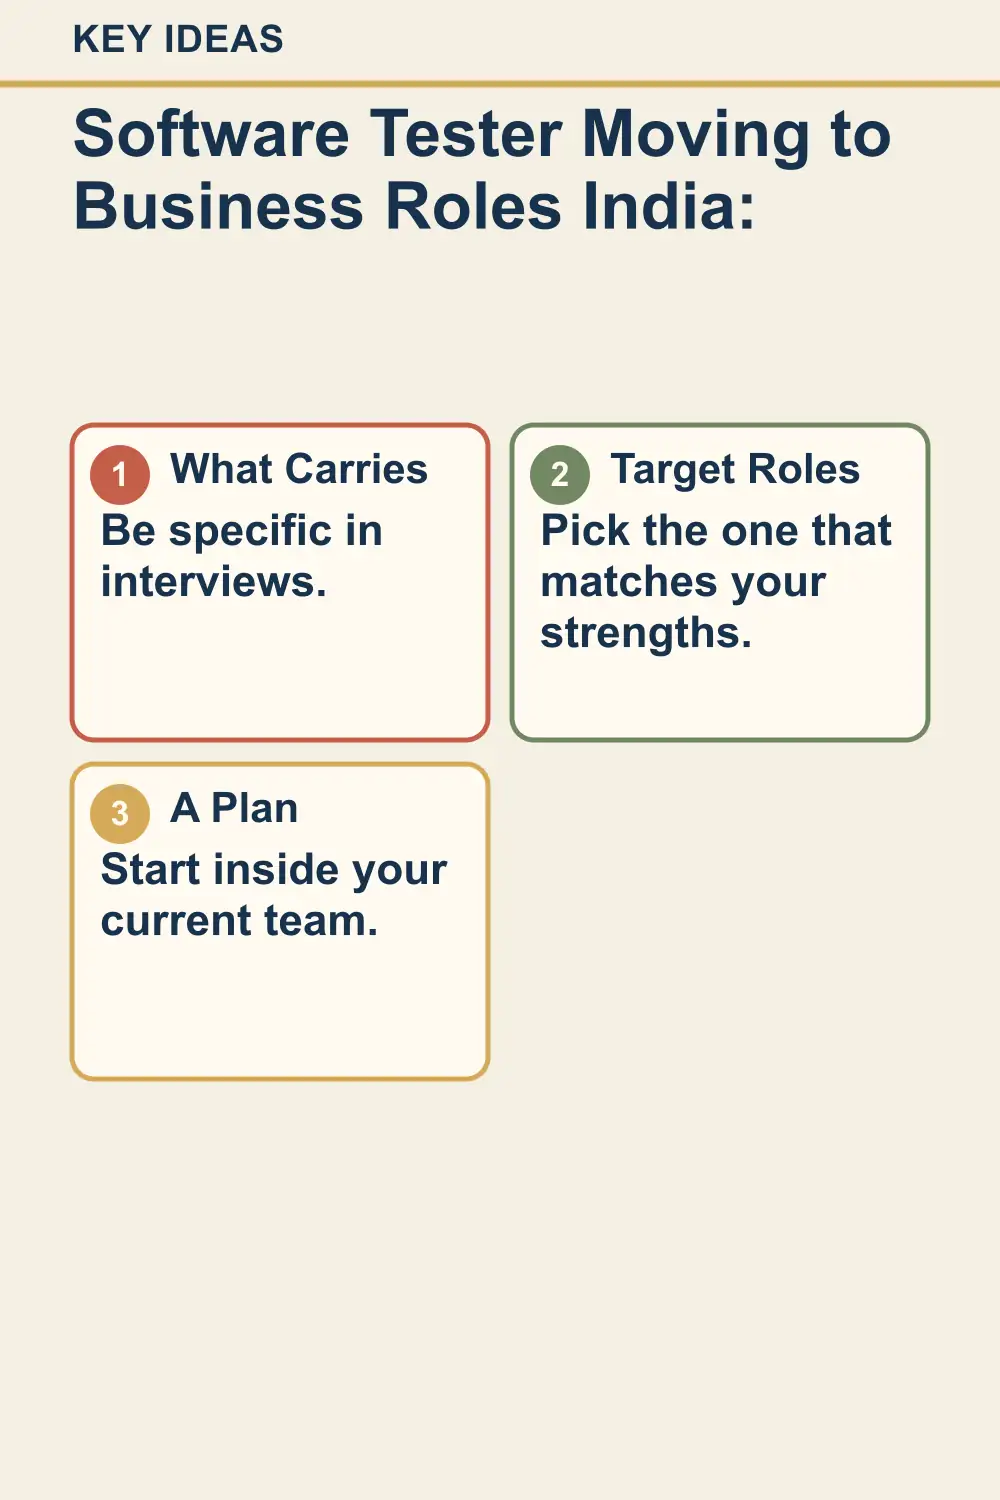 KEY IDEAS
Software Tester Moving to
Business Roles India:
1 What Carries
Be specific in
interviews.
2 Target Roles
Pick the one that
matches your
strengths.
3 A Plan
Start inside your
current team.